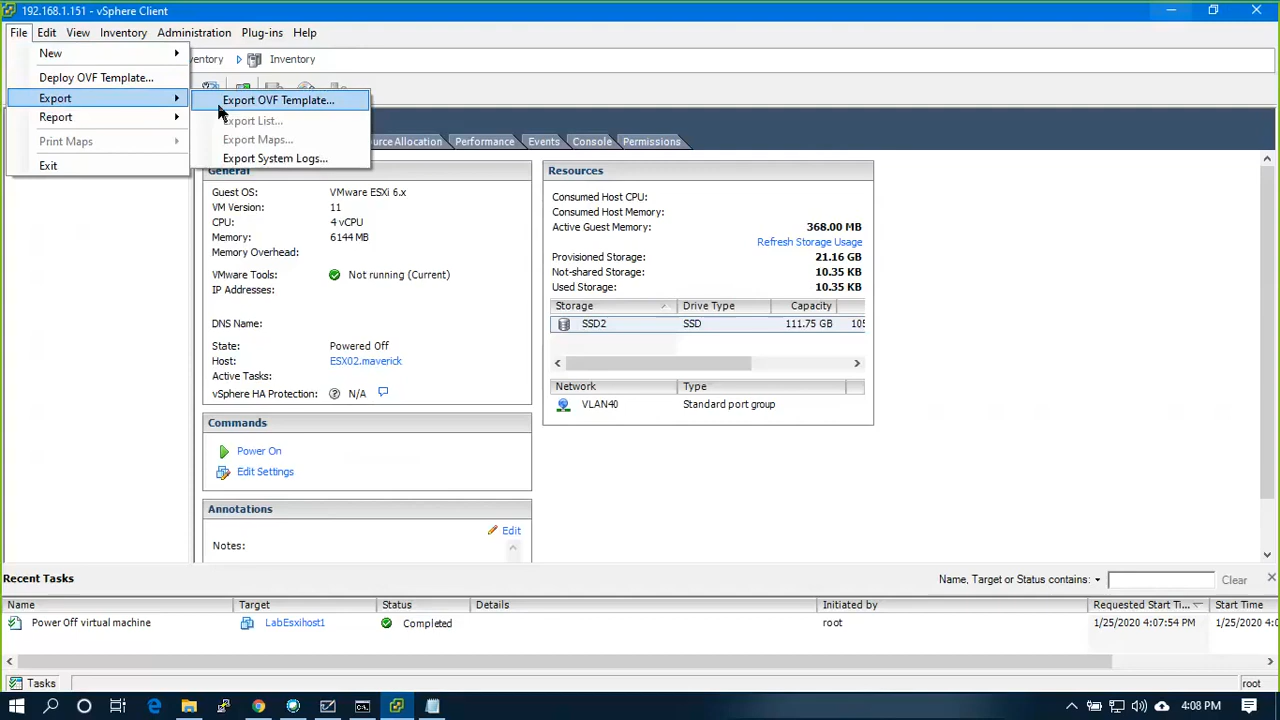 192.168.1.151 - vSphere Client
File Edit View Inventory Administration Plug-ins Help
New
Deploy OVF Template...
Export
Report
Print Maps
Exit
Export OVF Template...
Export List...
Export Maps...
Export System Logs...
Inventory
Performance Events Console Permissions
General
Guest OS: VMware ESXi 6.x
VM Version: 11
CPU: 4 vCPU
Memory: 6144 MB
Memory Overhead:
VMware Tools: Not running (Current)
IP Addresses:
DNS Name:
State: Powered Off
Host: ESX02.maverick
Active Tasks:
vSphere HA Protection: N/A
Commands
Power On
Edit Settings
Annotations
Edit
Notes:
Resources
Consumed Host CPU:
Consumed Host Memory:
Active Guest Memory: 368.00 MB
Refresh Storage Usage
Provisioned Storage: 21.16 GB
Not-shared Storage: 10.35 KB
Used Storage: 10.35 KB
Storage Drive Type Capacity
SSD2 SSD 111.75 GB 105
Network Type
VLAN40 Standard port group
Recent Tasks
Name, Target or Status contains: Clear
Name Target Status Details Initiated by Requested Start Ti... Start Time
Power Off virtual machine LabEsxihost1 Completed root 1/25/2020 4:07:54 PM 1/25/2020 4:0
Tasks root
4:08 PM